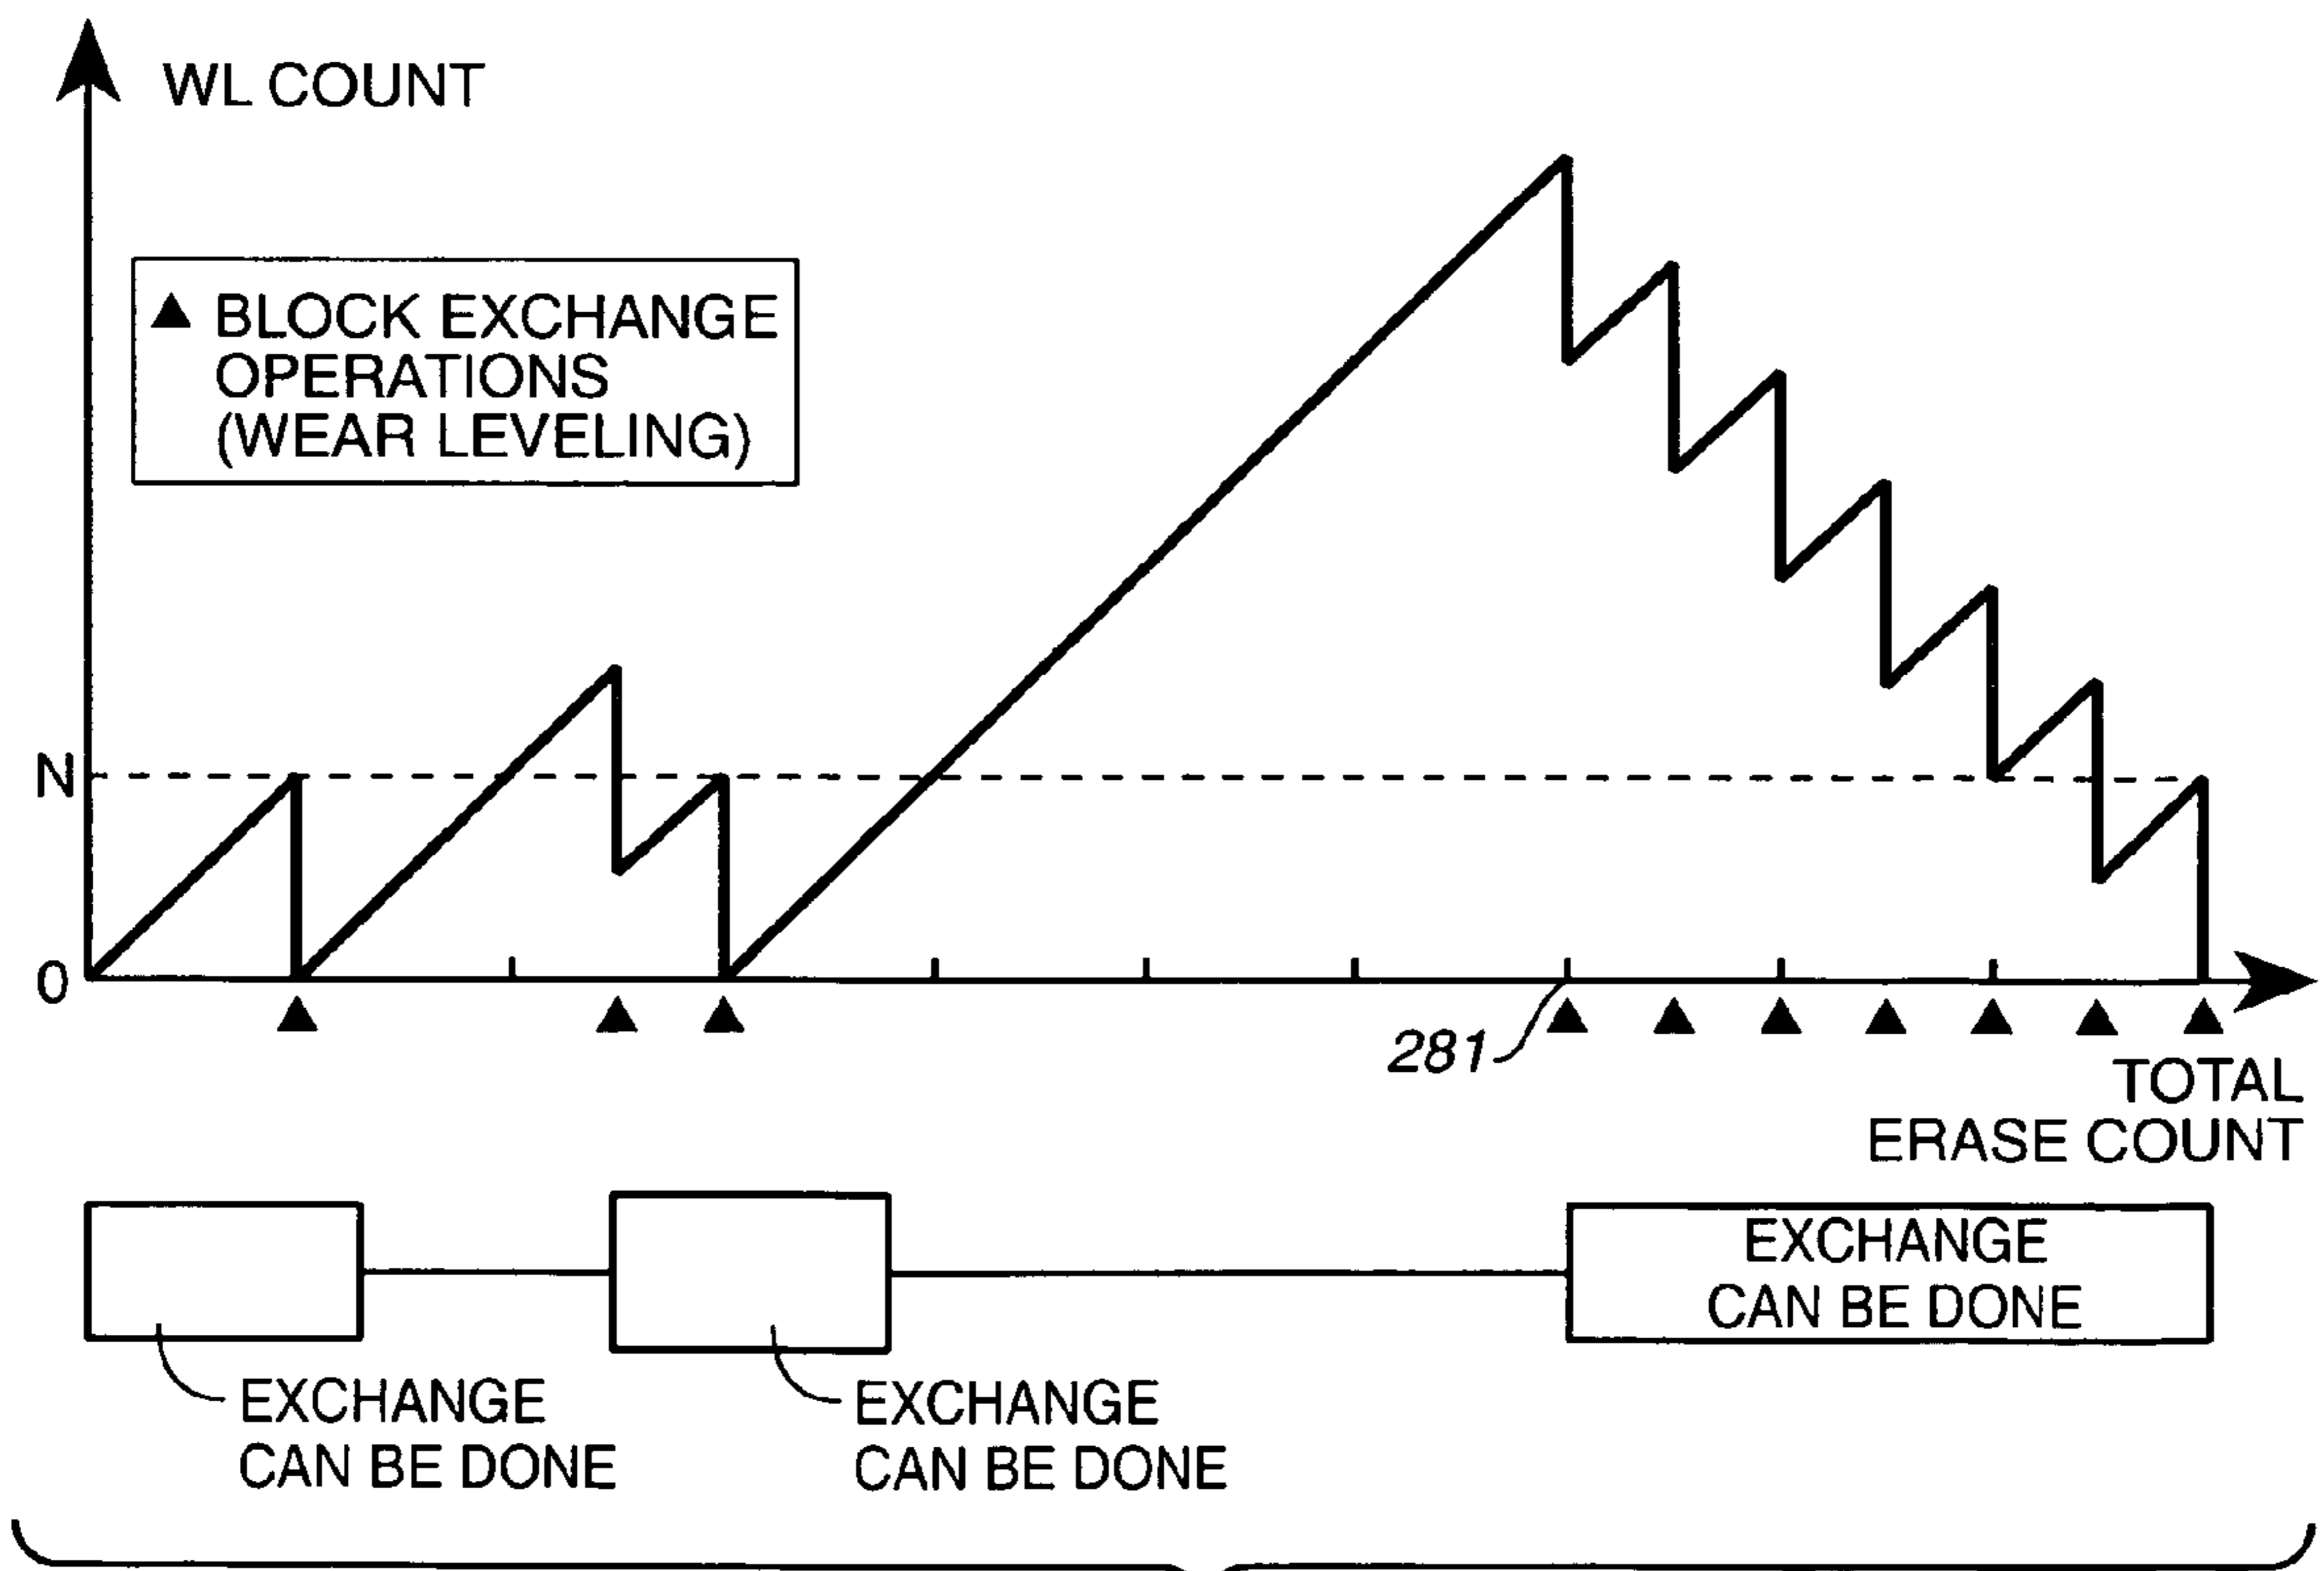 WL COUNT
▲ BLOCK EXCHANGE
OPERATIONS
(WEAR LEVELING)
N
0
281
TOTAL
ERASE COUNT
EXCHANGE
CAN BE DONE
EXCHANGE
CAN BE DONE
EXCHANGE
CAN BE DONE